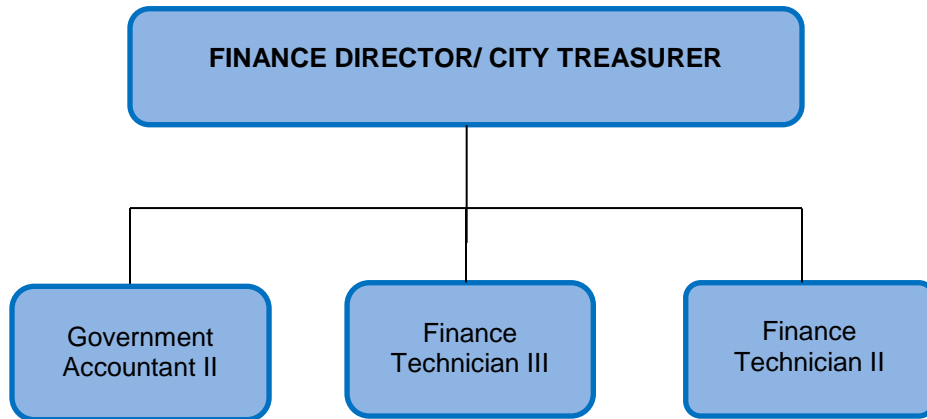 FINANCE DIRECTOR/ CITY TREASURER
Government
Accountant II
Finance
Technician III
Finance
Technician II